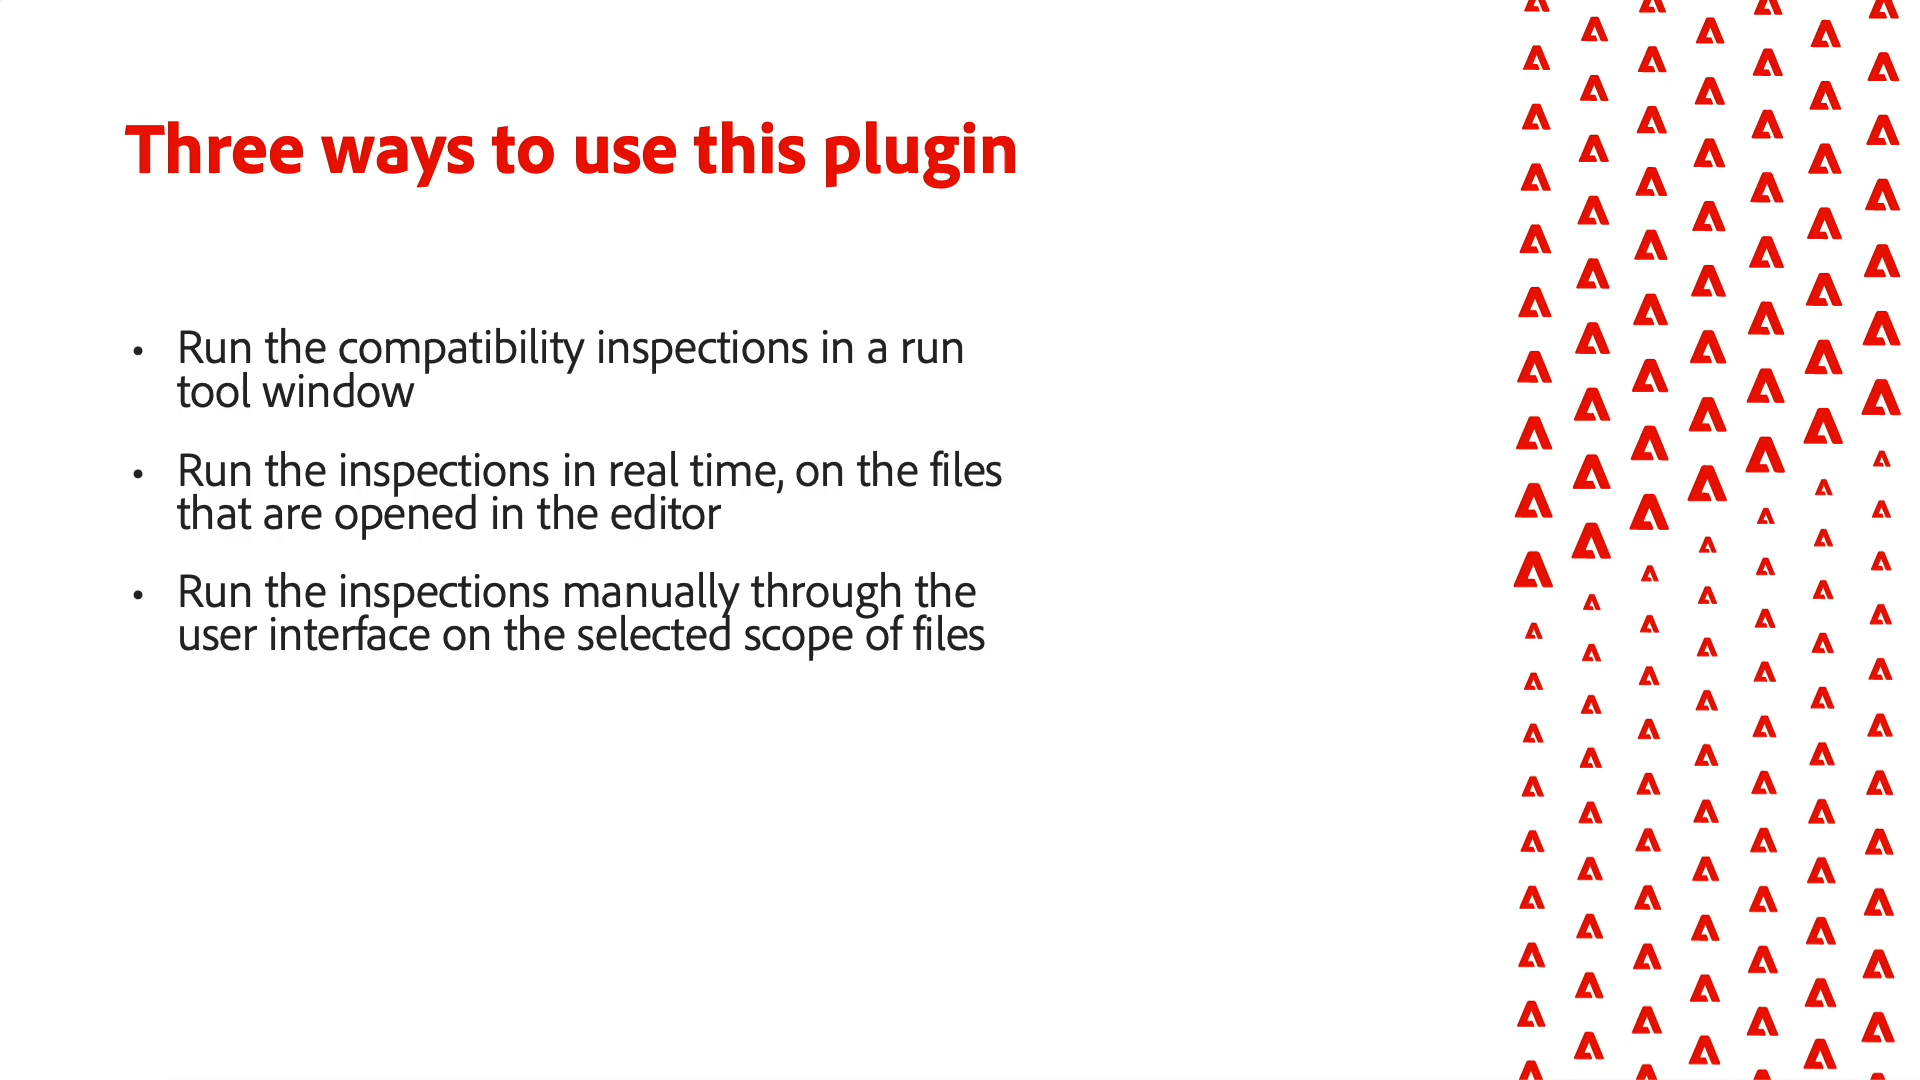 Three ways to use this plugin
• Run the compatibility inspections in a run
tool window
• Run the inspections in real time, on the files
that are opened in the editor
• Run the inspections manually through the
user interface on the selected scope of files